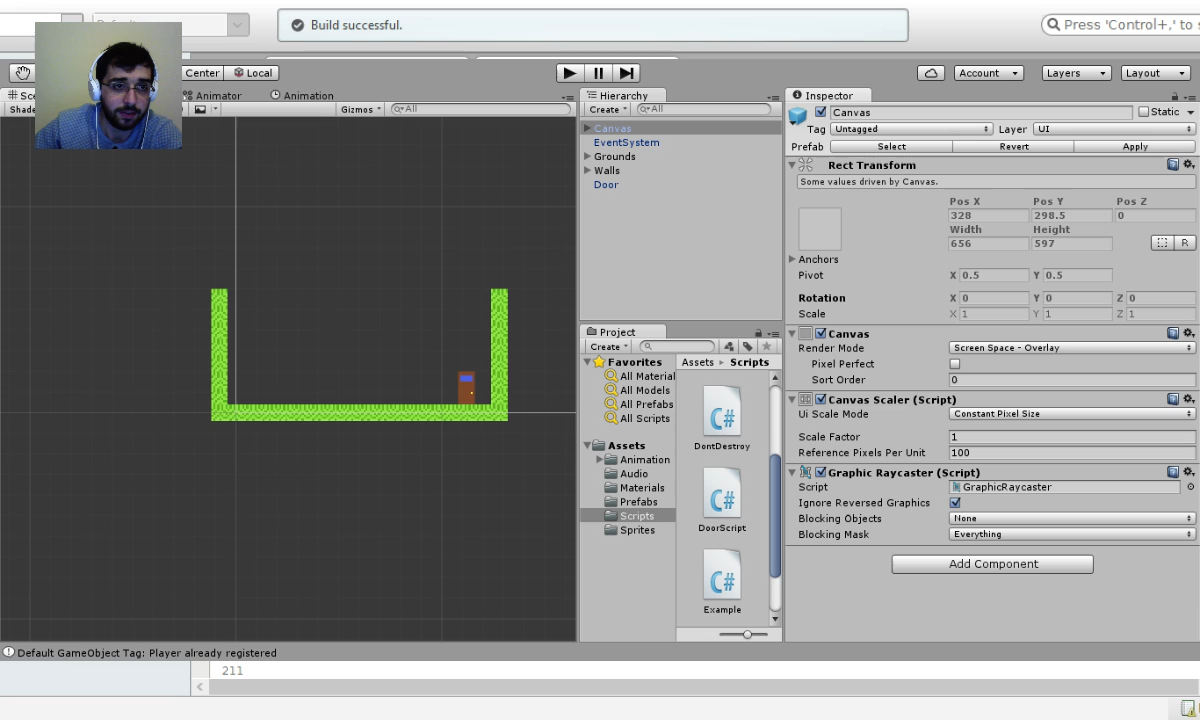 Build successful.
Press 'Control+,' to
Center
Local
Account
Layers
Layout
Animator
Animation
Gizmos
All
Hierarchy
Create
All
Canvas
EventSystem
Grounds
Walls
Door
Project
Create
Favorites
All Material
All Models
All Prefabs
All Scripts
Assets
Animation
Audio
Materials
Prefabs
Scripts
Sprites
Assets
Scripts
C#
DontDestroy
C#
DoorScript
C#
Example
Inspector
Canvas
Static
Tag Untagged Layer UI
Prefab Select Revert Apply
Rect Transform
Some values driven by Canvas.
Pos X Pos Y Pos Z
328 298.5 0
Width Height
656 597
R
Anchors
Pivot X 0.5 Y 0.5
Rotation X 0 Y 0 Z 0
Scale X 1 Y 1 Z 1
Canvas
Render Mode Screen Space - Overlay
Pixel Perfect
Sort Order 0
Canvas Scaler (Script)
Ui Scale Mode Constant Pixel Size
Scale Factor 1
Reference Pixels Per Unit 100
Graphic Raycaster (Script)
Script GraphicRaycaster
Ignore Reversed Graphics
Blocking Objects None
Blocking Mask Everything
Add Component
Default GameObject Tag: Player already registered
211